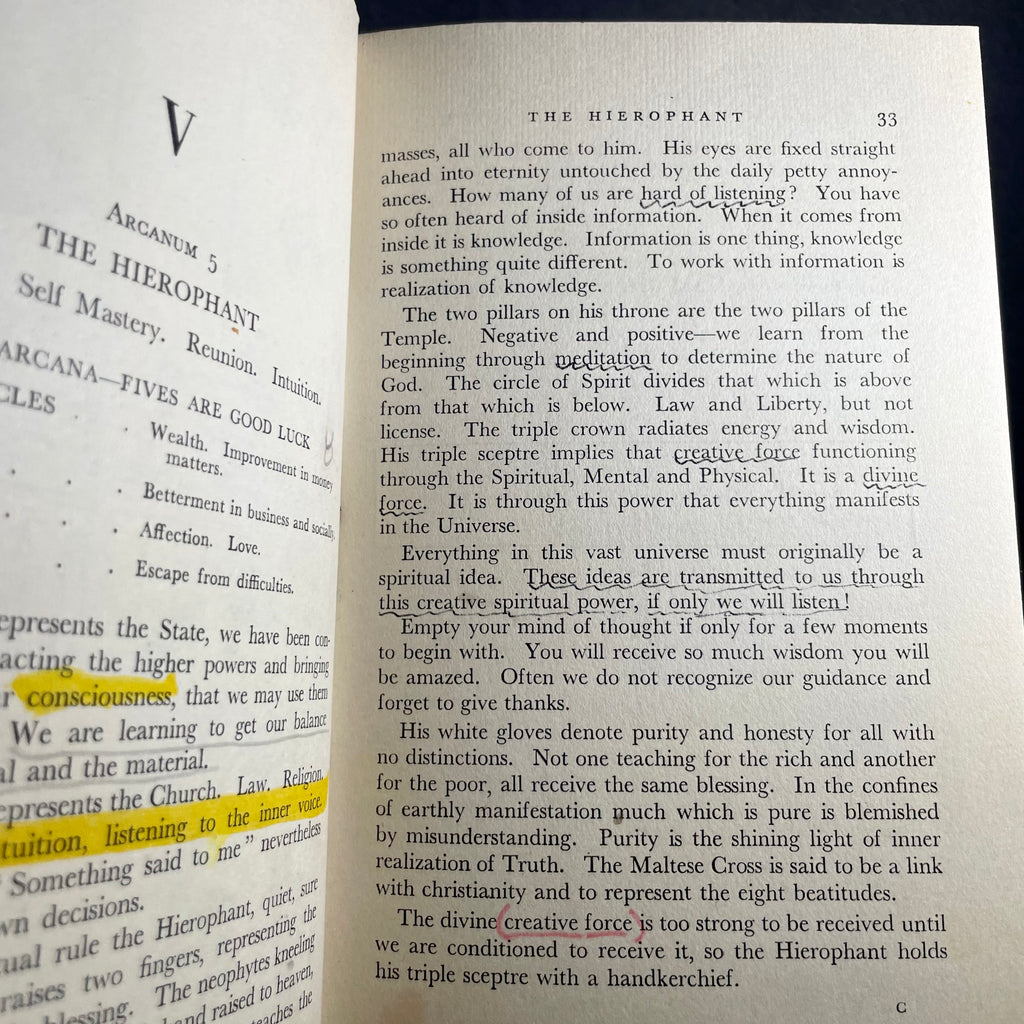 V
ARCANUM 5
THE HIEROPHANT
Self Mastery. Reunion. Intuition.
ARCANA—FIVES ARE GOOD LUCK
CLES
Wealth. Improvement in money
matters.
Betterment in business and socially.
Affection. Love.
Escape from difficulties.
epresents the State, we have been con-
acting the higher powers and bringing
r consciousness, that we may use them
We are learning to get our balance
al and the material.
epresents the Church. Law. Religion.
tuition, listening to the inner voice.
"Something said to me" nevertheless
wn decisions.
ual rule the Hierophant, quiet, sure
raises two fingers, representing the
blessing. The neophytes kneeling
and raised to heaven,
teaches the
THE HIEROPHANT 33
masses, all who come to him. His eyes are fixed straight
ahead into eternity untouched by the daily petty annoy-
ances. How many of us are hard of listening? You have
so often heard of inside information. When it comes from
inside it is knowledge. Information is one thing, knowledge
is something quite different. To work with information is
realization of knowledge.
The two pillars on his throne are the two pillars of the
Temple. Negative and positive—we learn from the
beginning through meditation to determine the nature of
God. The circle of Spirit divides that which is above
from that which is below. Law and Liberty, but not
license. The triple crown radiates energy and wisdom.
His triple sceptre implies that creative force functioning
through the Spiritual, Mental and Physical. It is a divine
force. It is through this power that everything manifests
in the Universe.
Everything in this vast universe must originally be a
spiritual idea. These ideas are transmitted to us through
this creative spiritual power, if only we will listen!
Empty your mind of thought if only for a few moments
to begin with. You will receive so much wisdom you will
be amazed. Often we do not recognize our guidance and
forget to give thanks.
His white gloves denote purity and honesty for all with
no distinctions. Not one teaching for the rich and another
for the poor, all receive the same blessing. In the confines
of earthly manifestation much which is pure is blemished
by misunderstanding. Purity is the shining light of inner
realization of Truth. The Maltese Cross is said to be a link
with christianity and to represent the eight beatitudes.
The divine creative force is too strong to be received until
we are conditioned to receive it, so the Hierophant holds
his triple sceptre with a handkerchief.
C